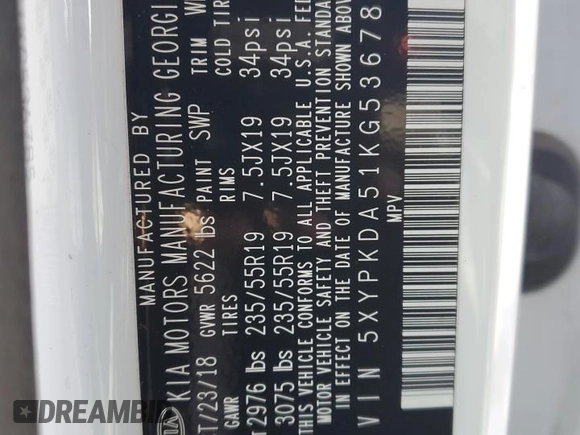 MANUFACTURED BY
KIA MOTORS MANUFACTURING GEORGI
T/23/18 GVWR 5622 lbs PAINT SWP TRIM W
GAWR TIRES RIMS COLD TIR
T 2976 lbs 235/55R19 7.5JX19 34psi
3075 lbs 235/55R19 7.5JX19 34psi
THIS VEHICLE CONFORMS TO ALL APPLICABLE U.S.A. FED
MOTOR VEHICLE SAFETY AND THEFT PREVENTION STANDA
IN EFFECT ON THE DATE OF MANUFACTURE SHOWN ABOV
VIN 5XYPKDA51KG53678
MPV
DREAMBID